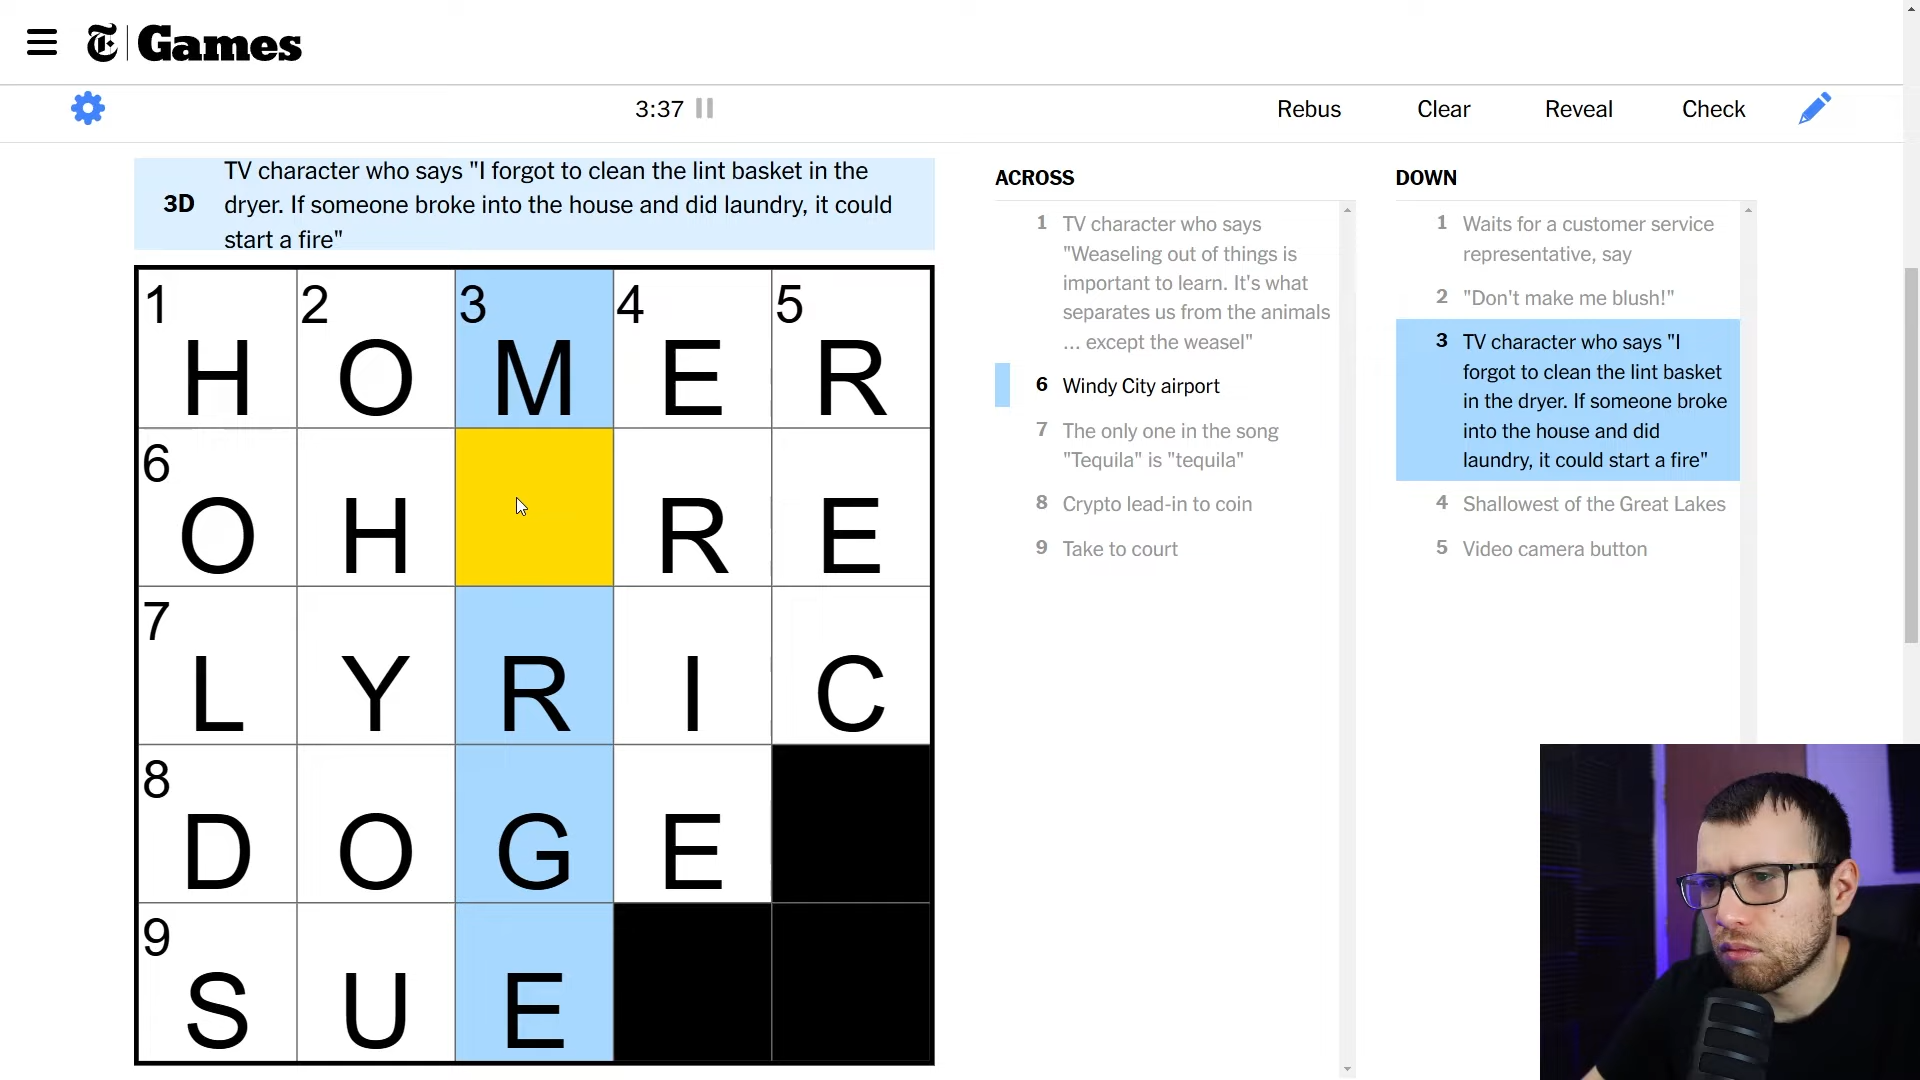 T Games
3:37
Rebus Clear Reveal Check
3D TV character who says "I forgot to clean the lint basket in the
dryer. If someone broke into the house and did laundry, it could
start a fire"
1 2 3 4 5
H O M E R
6
O H R E
7
L Y R I C
8
D O G E
9
S U E
ACROSS
1 TV character who says
"Weaseling out of things is
important to learn. It's what
separates us from the animals
... except the weasel"
6 Windy City airport
7 The only one in the song
"Tequila" is "tequila"
8 Crypto lead-in to coin
9 Take to court
DOWN
1 Waits for a customer service
representative, say
2 "Don't make me blush!"
3 TV character who says "I
forgot to clean the lint basket
in the dryer. If someone broke
into the house and did
laundry, it could start a fire"
4 Shallowest of the Great Lakes
5 Video camera button